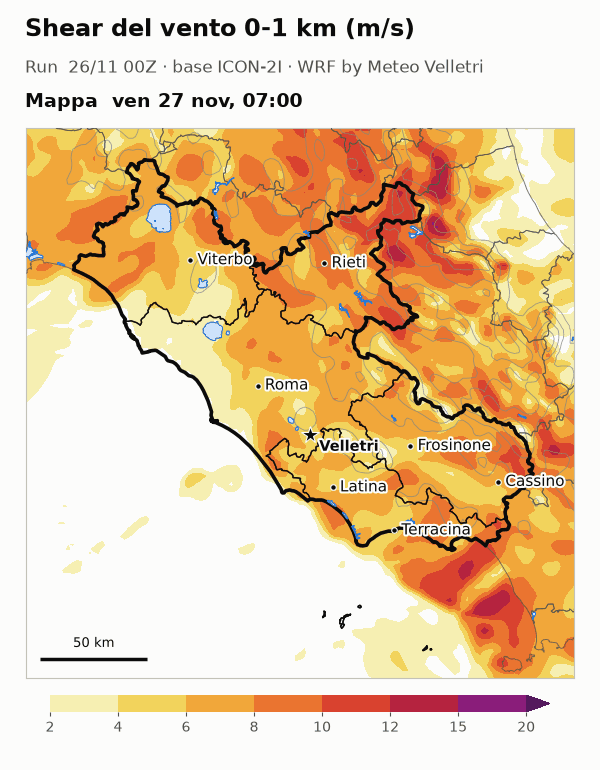 Shear del vento 0-1 km (m/s)
Run  26/11 00Z · base ICON-2I · WRF by Meteo Velletri
Mappa  ven 27 nov, 07:00
Viterbo
Rieti
Roma
Velletri
Frosinone
Latina
Cassino
Terracina
50 km
2 4 6 8 10 12 15 20